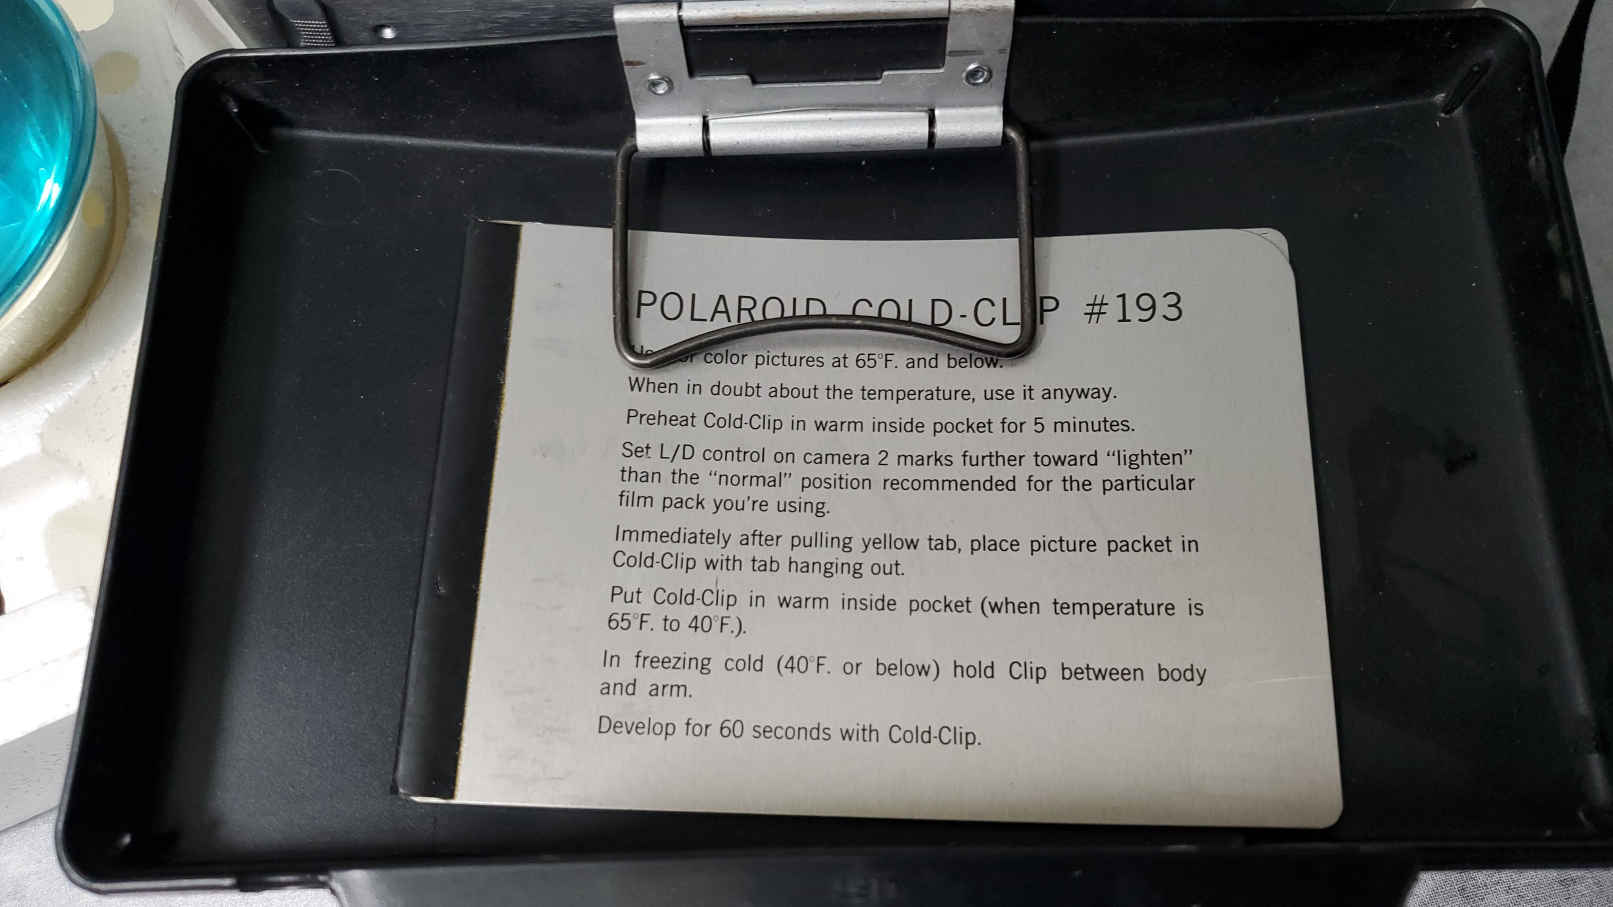 POLAROID COLD-CLIP #193
color pictures at 65°F. and below.
When in doubt about the temperature, use it anyway.
Preheat Cold-Clip in warm inside pocket for 5 minutes.
Set L/D control on camera 2 marks further toward “lighten”
than the “normal” position recommended for the particular
film pack you're using.
Immediately after pulling yellow tab, place picture packet in
Cold-Clip with tab hanging out.
Put Cold-Clip in warm inside pocket (when temperature is
65°F. to 40°F.).
In freezing cold (40°F. or below) hold Clip between body
and arm.
Develop for 60 seconds with Cold-Clip.